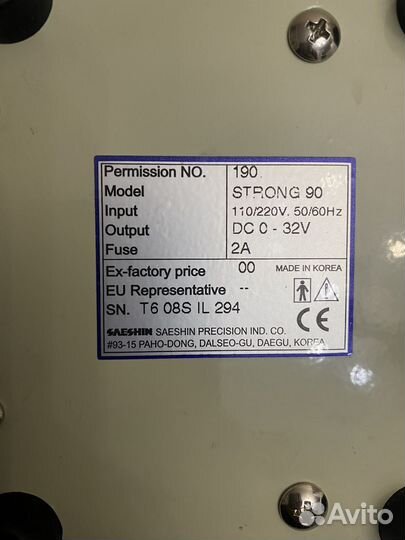 Permission NO. 190
Model STRONG 90
Input 110/220V. 50/60Hz
Output DC 0 - 32V
Fuse 2A
Ex-factory price 00 MADE IN KOREA
EU Representative --
SN. T6 08S IL 294
SAESHIN SAESHIN PRECISION IND. CO.
#93-15 PAHO-DONG, DALSEO-GU, DAEGU, KOREA
Avito